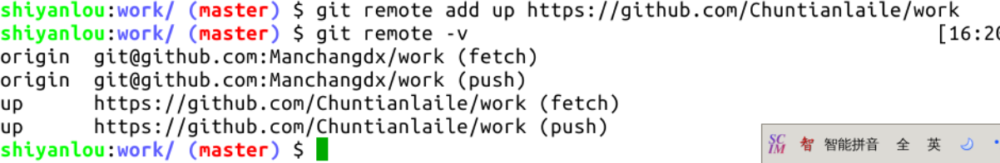 shiyanlou:work/ (master) $ git remote add up https://github.com/Chuntianlaile/work
shiyanlou:work/ (master) $ git remote -v [16:20
origin  git@github.com:Manchangdx/work (fetch)
origin  git@github.com:Manchangdx/work (push)
up      https://github.com/Chuntianlaile/work (fetch)
up      https://github.com/Chuntianlaile/work (push)
shiyanlou:work/ (master) $
SCIM 智 智能拼音 全 英